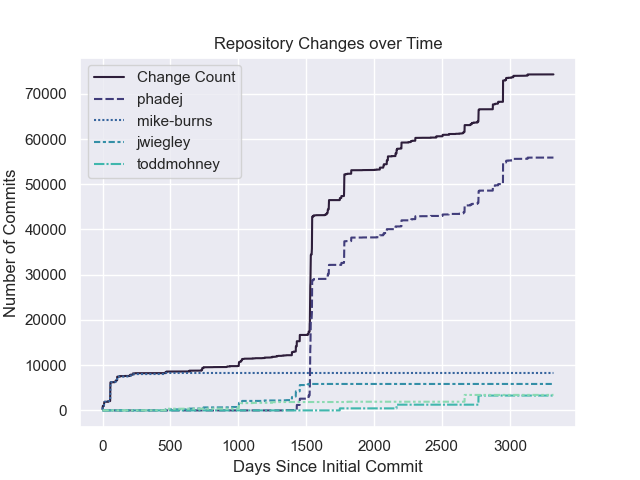 Repository Changes over Time
Change Count
phadej
mike-burns
jwiegley
toddmohney
Number of Commits
70000
60000
50000
40000
30000
20000
10000
0
0 500 1000 1500 2000 2500 3000
Days Since Initial Commit